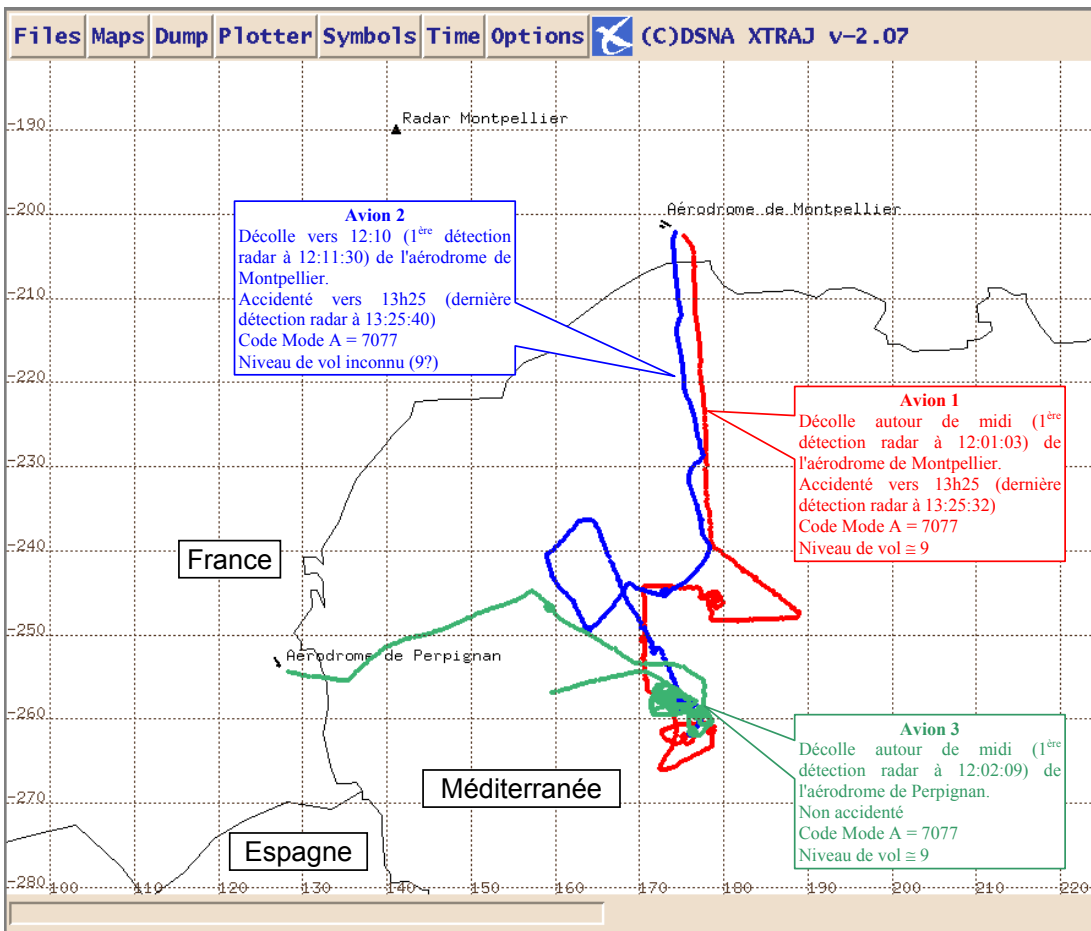 Files Maps Dump Plotter Symbols Time Options (C)DSNA XTRAJ v-2.07
-190
Radar Montpellier
-200
Aérodrome de Montpellier
Avion 2
Décolle vers 12:10 (1ère détection
radar à 12:11:30) de l'aérodrome de
Montpellier.
Accidenté vers 13h25 (dernière
détection radar à 13:25:40)
Code Mode A = 7077
Niveau de vol inconnu (9?)
-210
-220
Avion 1
Décolle autour de midi (1ère
détection radar à 12:01:03) de
l'aérodrome de Montpellier.
Accidenté vers 13h25 (dernière
détection radar à 13:25:32)
Code Mode A = 7077
Niveau de vol ≅ 9
-230
-240
France
-250
Aérodrome de Perpignan
-260
Avion 3
Décolle autour de midi (1ère
détection radar à 12:02:09) de
l'aérodrome de Perpignan.
Non accidenté
Code Mode A = 7077
Niveau de vol ≅ 9
Méditerranée
-270
Espagne
-280
100 110 120 130 140 150 160 170 180 190 200 210 220